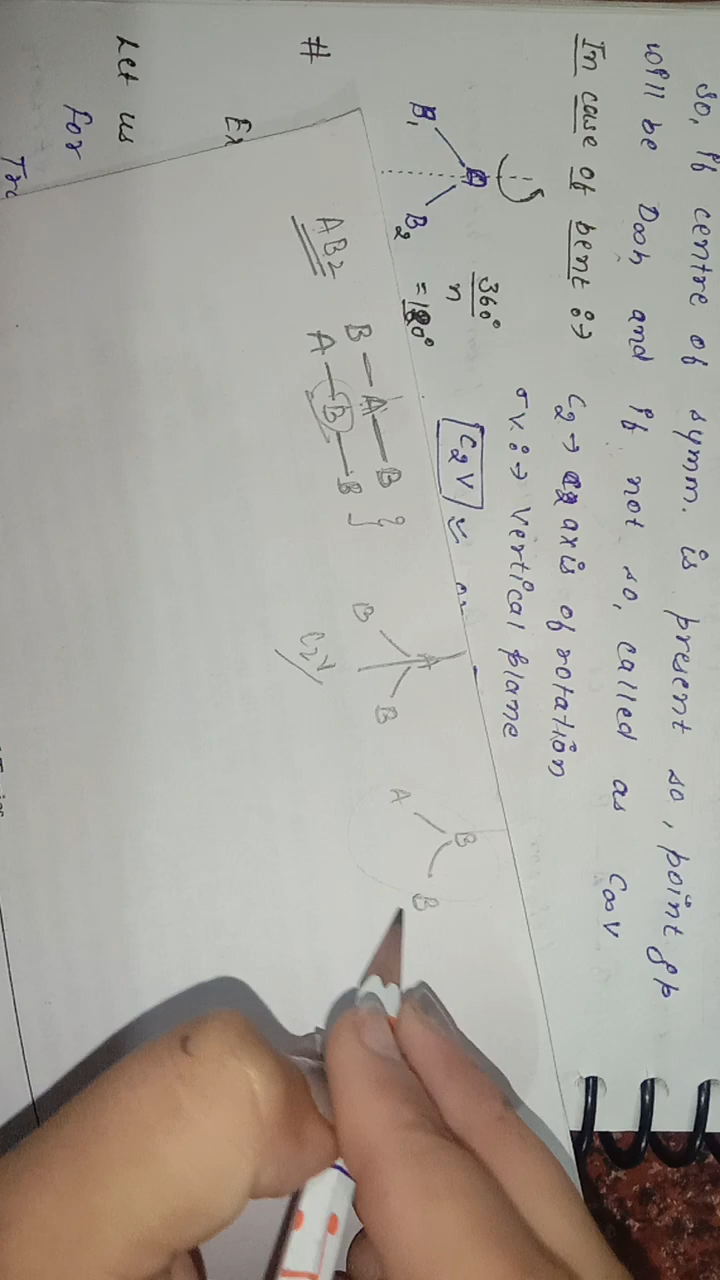 so, if centre of symm. is present so, point gp
will be D∞h and if not so, called as C∞v
In case of bent :→
C2 → axis of rotation
σv :→ vertical plane
C2v
B1 A B2
360°
n
= 180°
#
Ex
Let us
for
AB2
B — A — B
A — B — B }
B A B
C2v
A B B